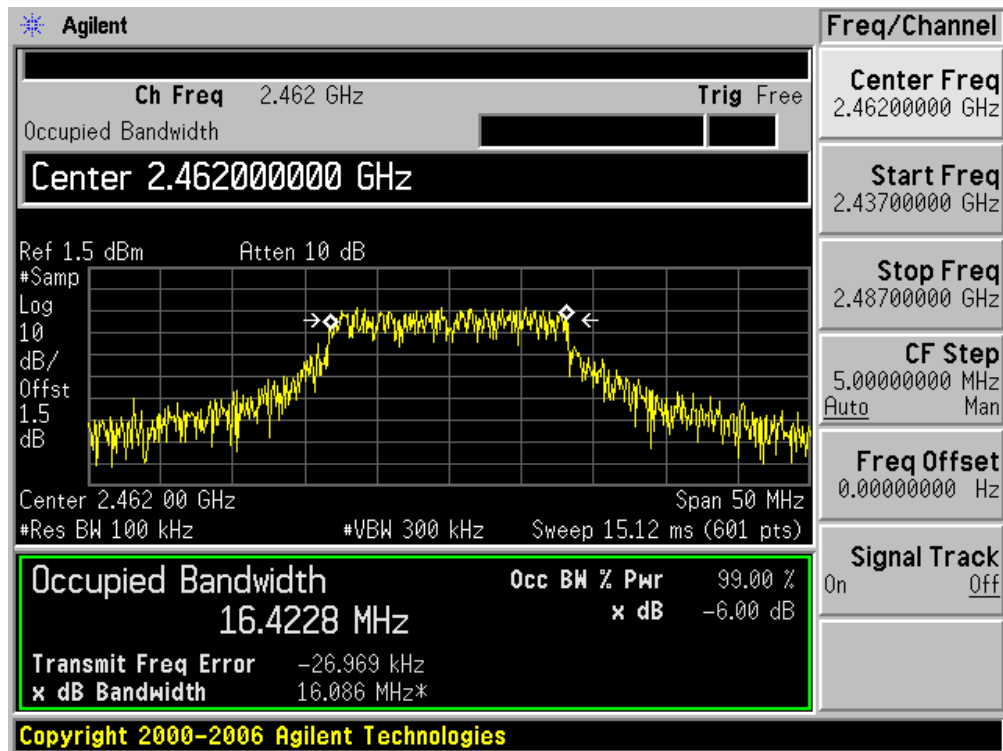 Agilent
Freq/Channel
Ch Freq 2.462 GHz Trig Free
Occupied Bandwidth
Center 2.462000000 GHz
Ref 1.5 dBm Atten 10 dB
#Samp
Log
10
dB/
Offst
1.5
dB
Center 2.462 00 GHz Span 50 MHz
#Res BW 100 kHz #VBW 300 kHz Sweep 15.12 ms (601 pts)
Occupied Bandwidth Occ BW % Pwr 99.00 %
16.4228 MHz x dB -6.00 dB
Transmit Freq Error -26.969 kHz
x dB Bandwidth 16.086 MHz*
Center Freq
2.46200000 GHz
Start Freq
2.43700000 GHz
Stop Freq
2.48700000 GHz
CF Step
5.00000000 MHz
Auto Man
Freq Offset
0.00000000 Hz
Signal Track
On Off
Copyright 2000-2006 Agilent Technologies